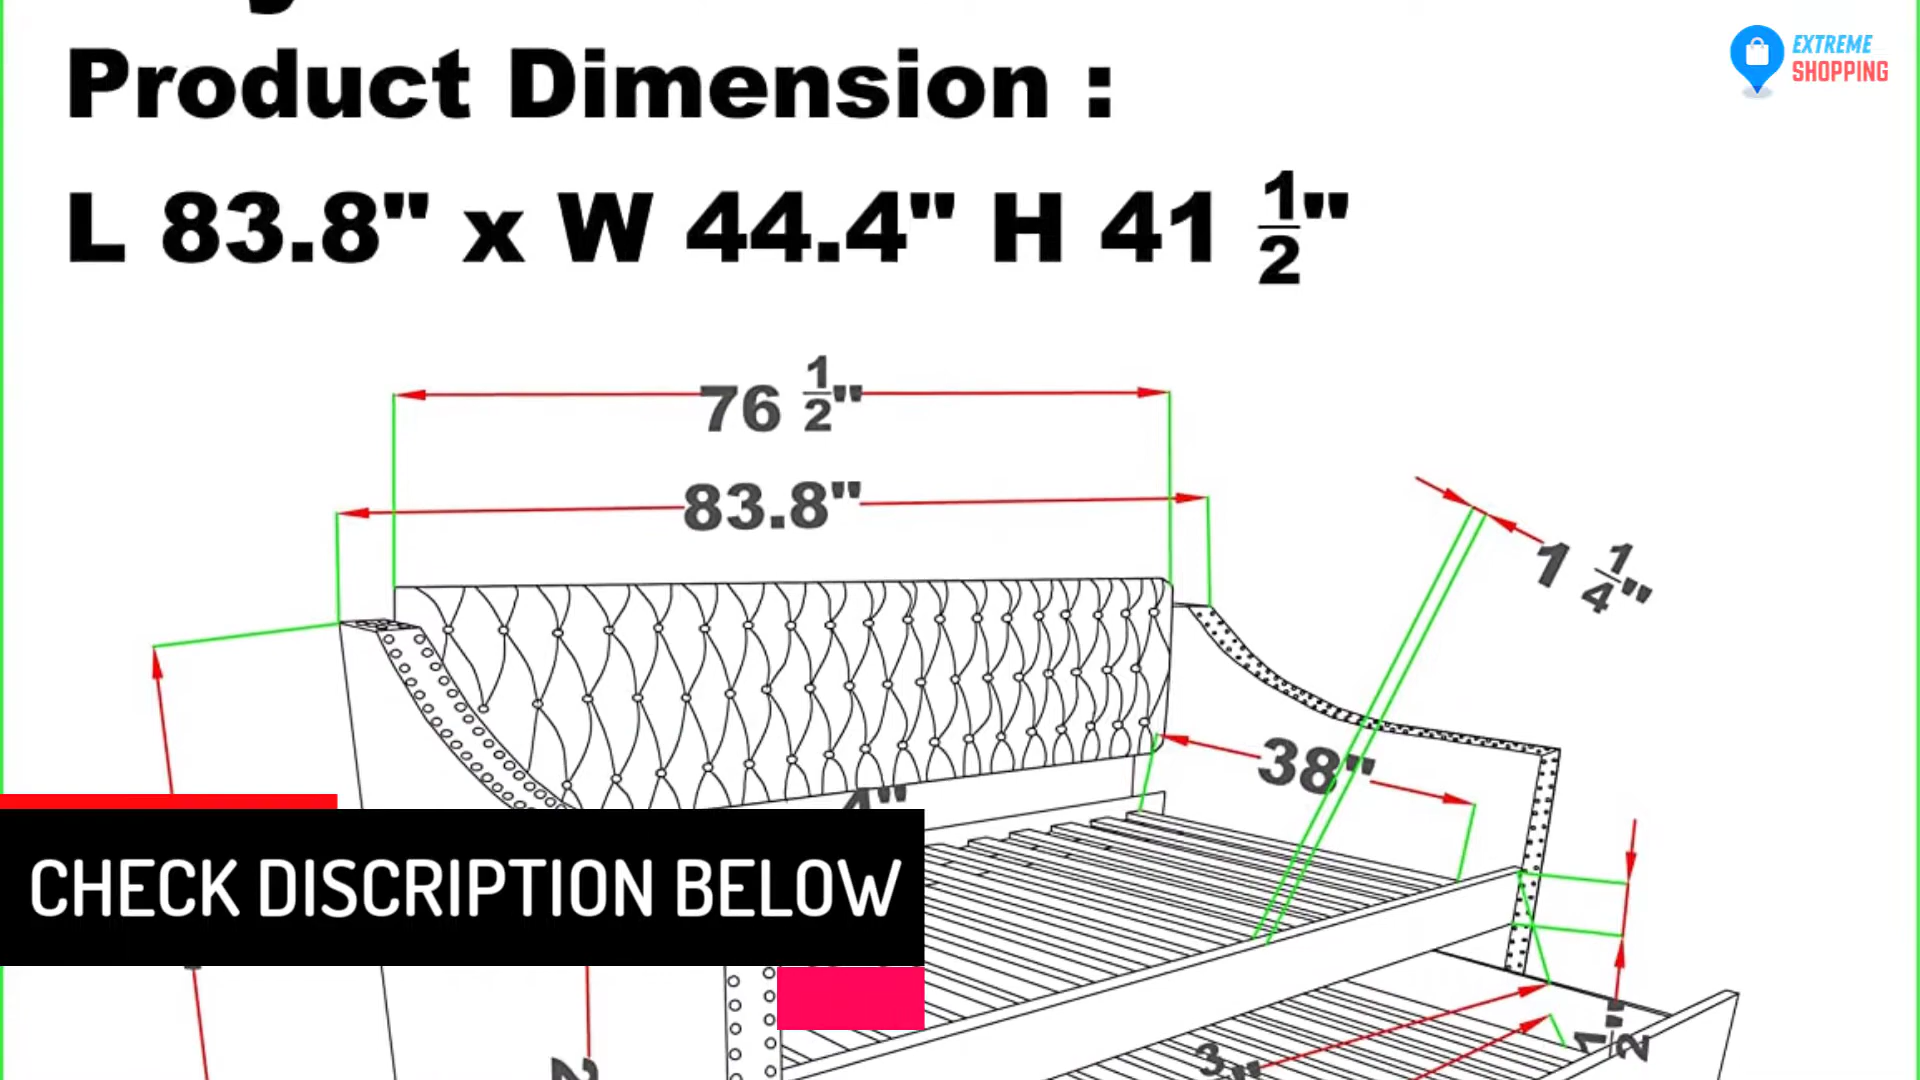 Product Dimension :
EXTREME
SHOPPING
L 83.8" x W 44.4" H 41 1/2"
76 1/2"
83.8"
1 1/4"
38"
4"
CHECK DISCRIPTION BELOW